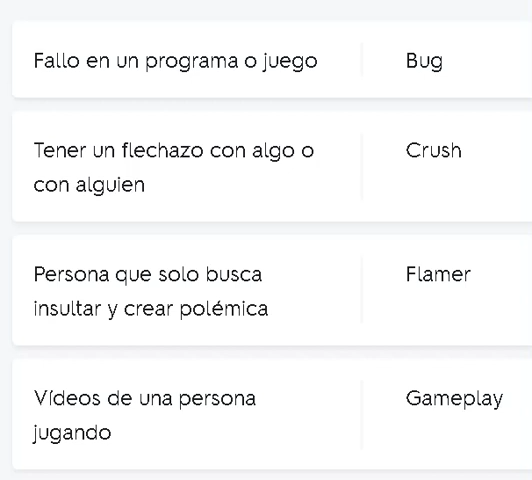 Fallo en un programa o juego
Bug
Tener un flechazo con algo o
con alguien
Crush
Persona que solo busca
insultar y crear polémica
Flamer
Vídeos de una persona
jugando
Gameplay